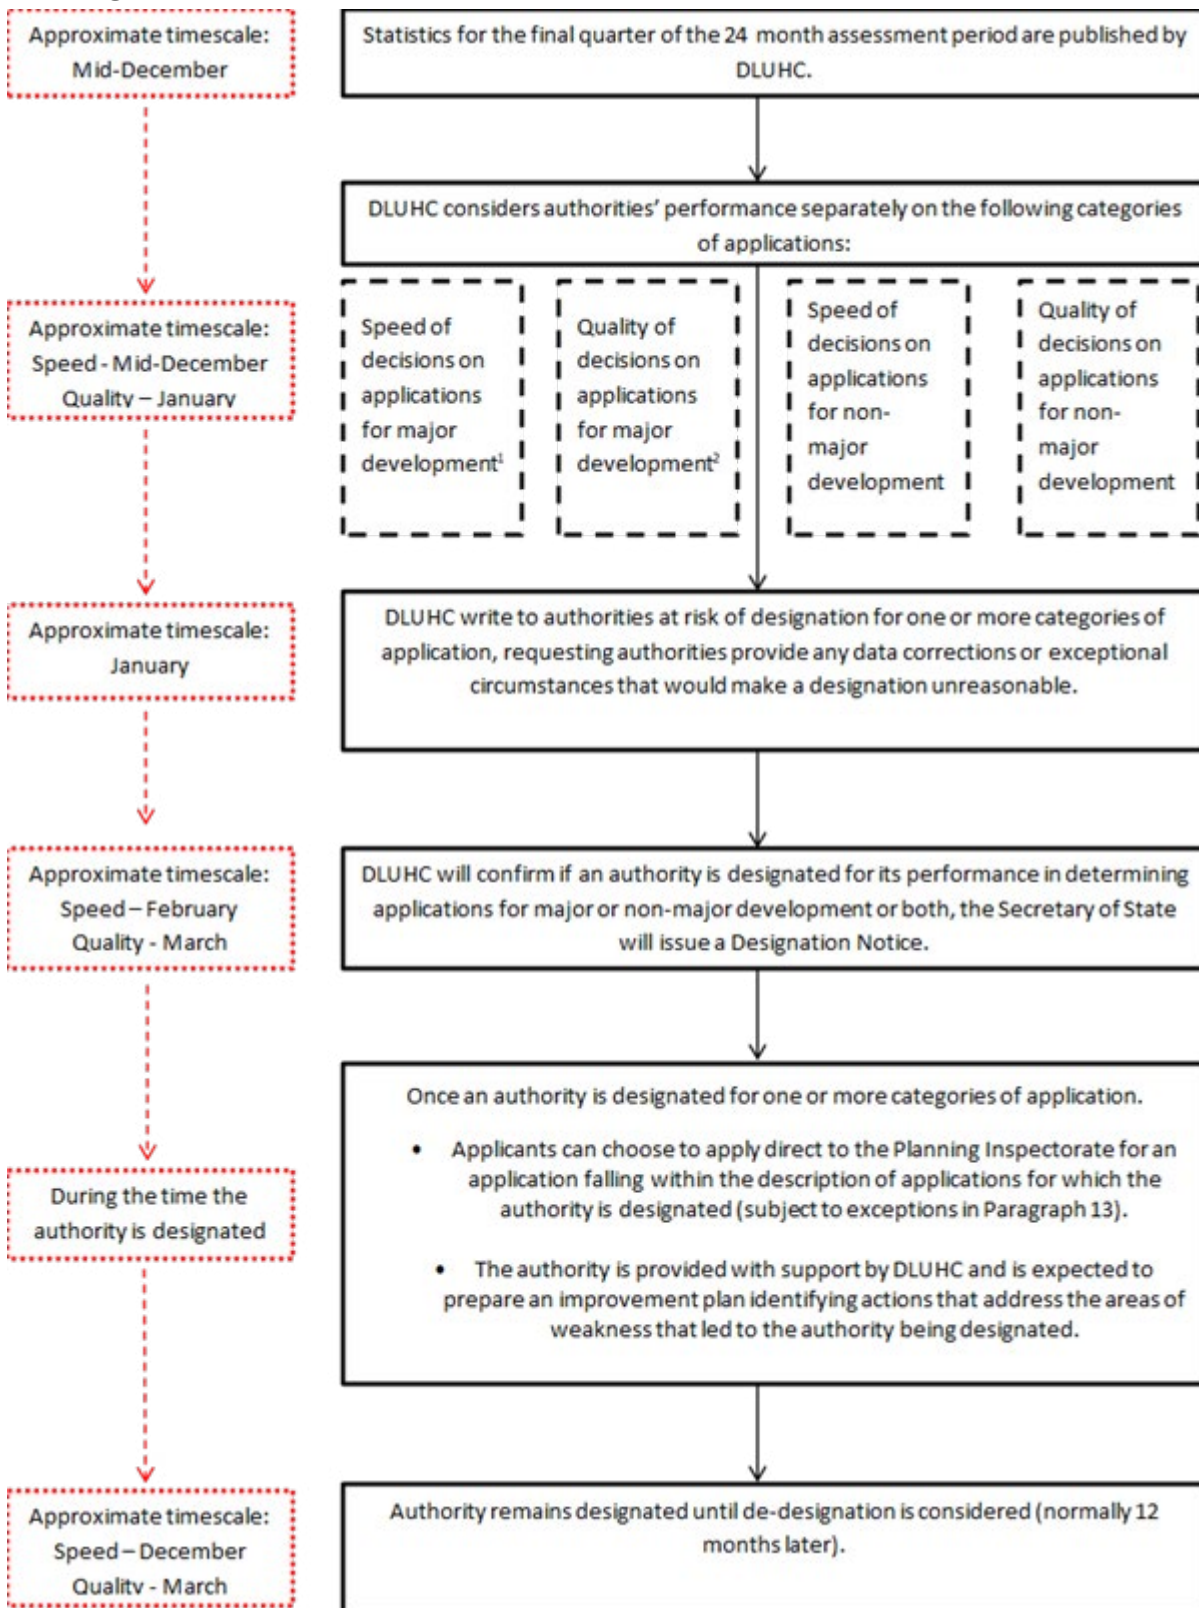 Approximate timescale:
Mid-December
Statistics for the final quarter of the 24 month assessment period are published by
DLUHC.
DLUHC considers authorities' performance separately on the following categories
of applications:
Approximate timescale:
Speed - Mid-December
Quality – January
Speed of
decisions on
applications
for major
development¹
Quality of
decisions on
applications
for major
development²
Speed of
decisions on
applications
for non-
major
development
Quality of
decisions on
applications
for non-
major
development
Approximate timescale:
January
DLUHC write to authorities at risk of designation for one or more categories of
application, requesting authorities provide any data corrections or exceptional
circumstances that would make a designation unreasonable.
Approximate timescale:
Speed – February
Quality - March
DLUHC will confirm if an authority is designated for its performance in determining
applications for major or non-major development or both, the Secretary of State
will issue a Designation Notice.
During the time the
authority is designated
Once an authority is designated for one or more categories of application.
• Applicants can choose to apply direct to the Planning Inspectorate for an
application falling within the description of applications for which the
authority is designated (subject to exceptions in Paragraph 13).
• The authority is provided with support by DLUHC and is expected to
prepare an improvement plan identifying actions that address the areas of
weakness that led to the authority being designated.
Approximate timescale:
Speed – December
Quality - March
Authority remains designated until de-designation is considered (normally 12
months later).